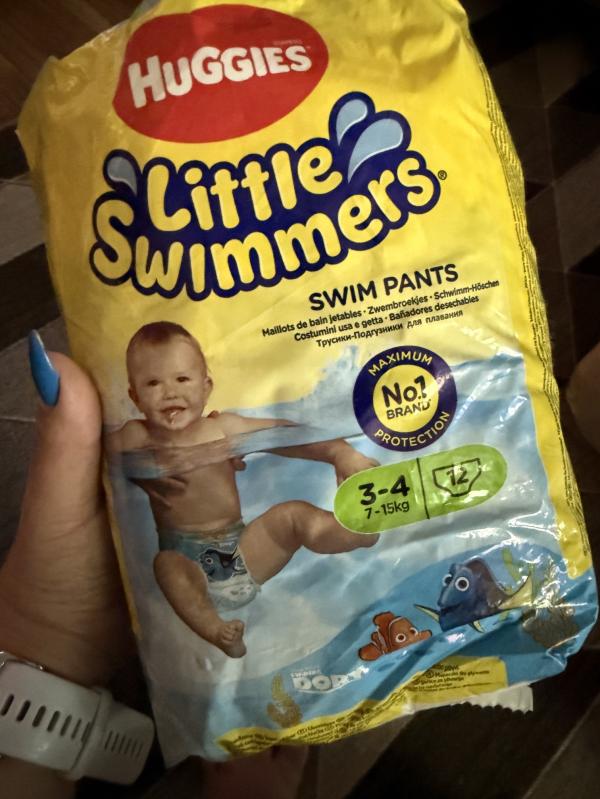 HUGGIES
Little
Swimmers®
SWIM PANTS
Maillots de bain jetables · Zwembroekjes · Schwimm-Höschen
Costumini usa e getta · Bañadores desechables
Трусики-Подгузники для плавания
MAXIMUM
No.1
BRAND
PROTECTION
3-4
7-15kg
12
DORY